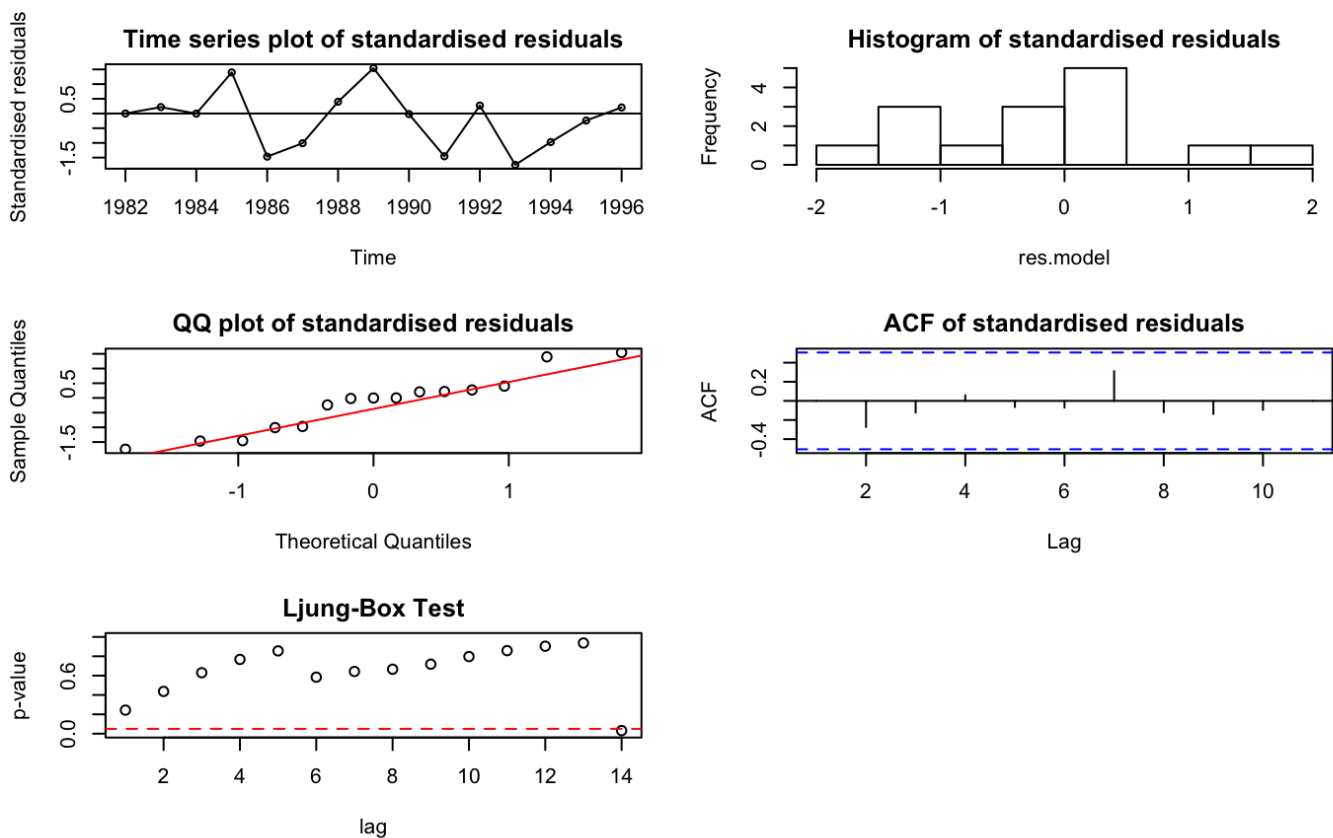 Time series plot of standardised residuals
Standardised residuals
0.5
-1.5
1982 1984 1986 1988 1990 1992 1994 1996
Time
Histogram of standardised residuals
Frequency
4
2
0
-2 -1 0 1 2
res.model
QQ plot of standardised residuals
Sample Quantiles
0.5
-1.5
-1 0 1
Theoretical Quantiles
ACF of standardised residuals
ACF
0.2
-0.4
2 4 6 8 10
Lag
Ljung-Box Test
p-value
0.6
0.0
2 4 6 8 10 12 14
lag